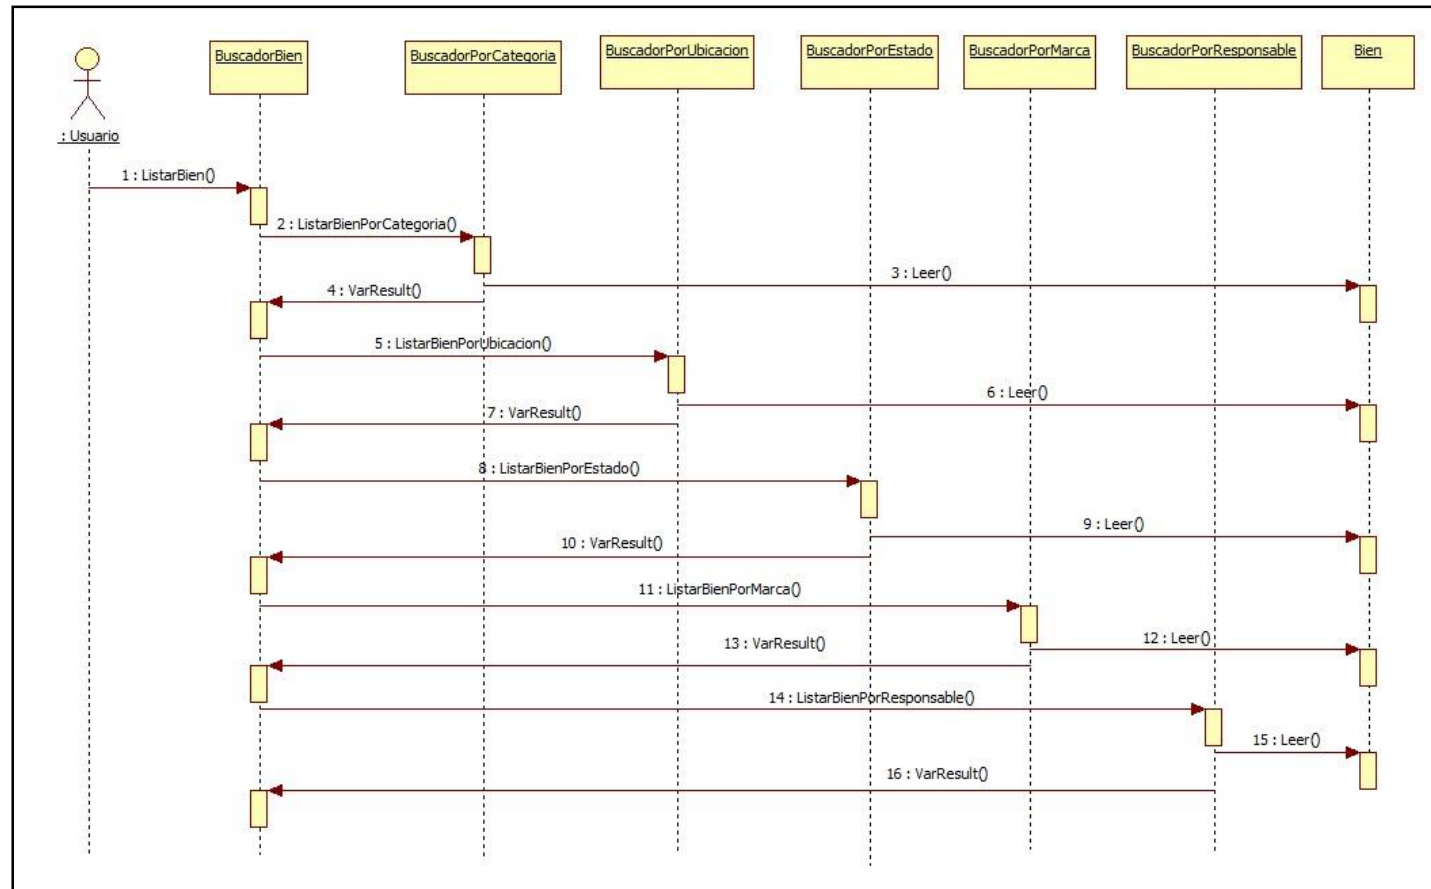 BuscadorBien
BuscadorPorCategoria
BuscadorPorUbicacion
BuscadorPorEstado
BuscadorPorMarca
BuscadorPorResponsable
Bien
: Usuario
1 : ListarBien()
2 : ListarBienPorCategoria()
3 : Leer()
4 : VarResult()
5 : ListarBienPorUbicacion()
6 : Leer()
7 : VarResult()
8 : ListarBienPorEstado()
9 : Leer()
10 : VarResult()
11 : ListarBienPorMarca()
12 : Leer()
13 : VarResult()
14 : ListarBienPorResponsable()
15 : Leer()
16 : VarResult()